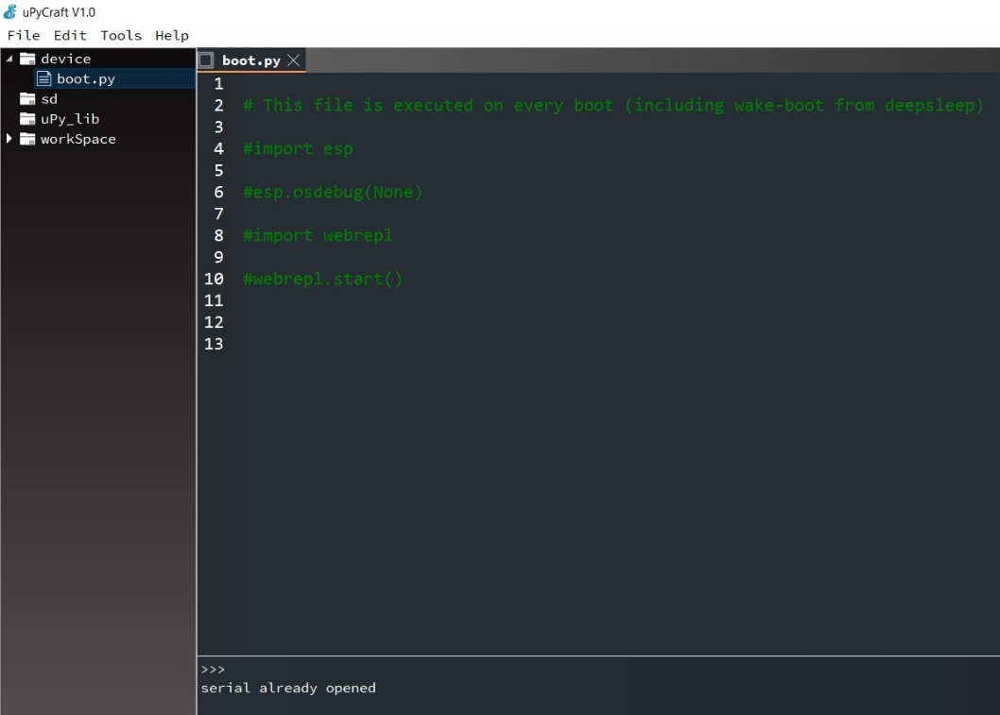 uPyCraft V1.0
File Edit Tools Help
device
boot.py
sd
uPy_lib
workSpace
boot.py
1
2 # This file is executed on every boot (including wake-boot from deepsleep)
3
4 #import esp
5
6 #esp.osdebug(None)
7
8 #import webrepl
9
10 #webrepl.start()
11
12
13
>>>
serial already opened